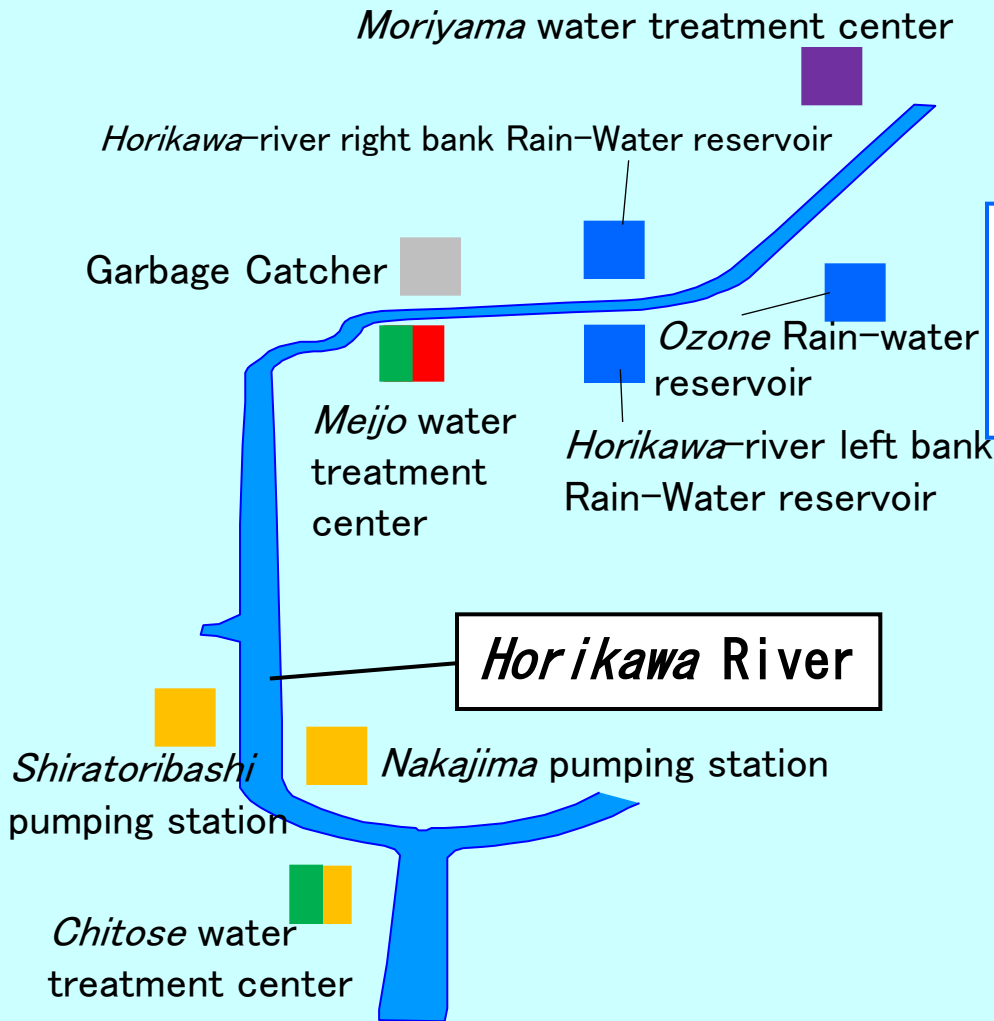 Moriyama water treatment center
Horikawa-river right bank Rain-Water reservoir
Garbage Catcher
Ozone Rain-water
reservoir
Meijo water
treatment
center
Horikawa-river left bank
Rain-Water reservoir
Horikawa River
Shiratoribashi
pumping station
Nakajima pumping station
Chitose water
treatment center